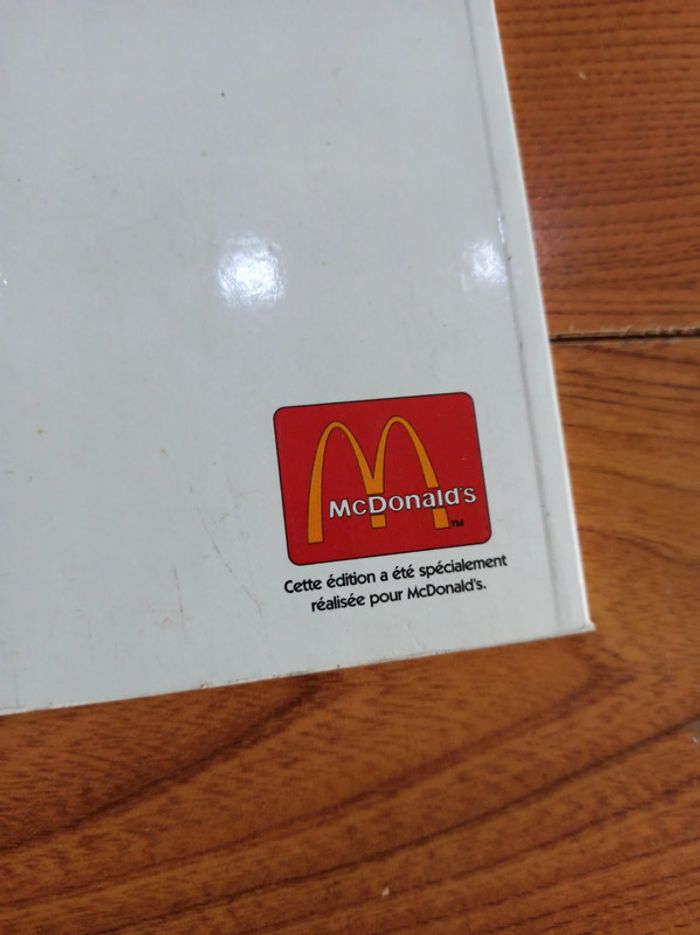 McDonald's
TM
Cette édition a été spécialement
réalisée pour McDonald's.